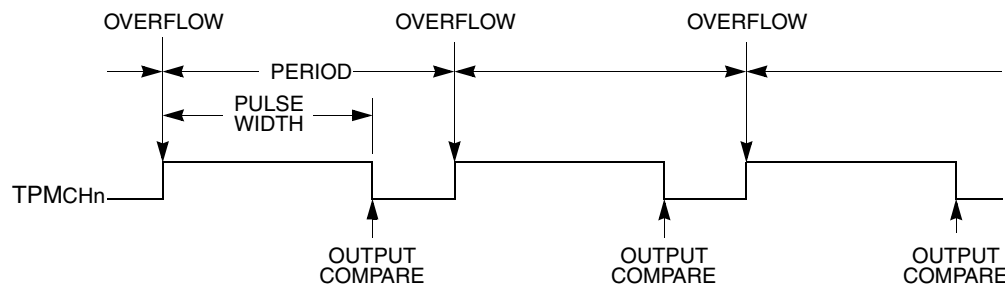 OVERFLOW OVERFLOW OVERFLOW
PERIOD
PULSE
WIDTH
TPMCHn
OUTPUT
COMPARE
OUTPUT
COMPARE
OUTPUT
COMPARE